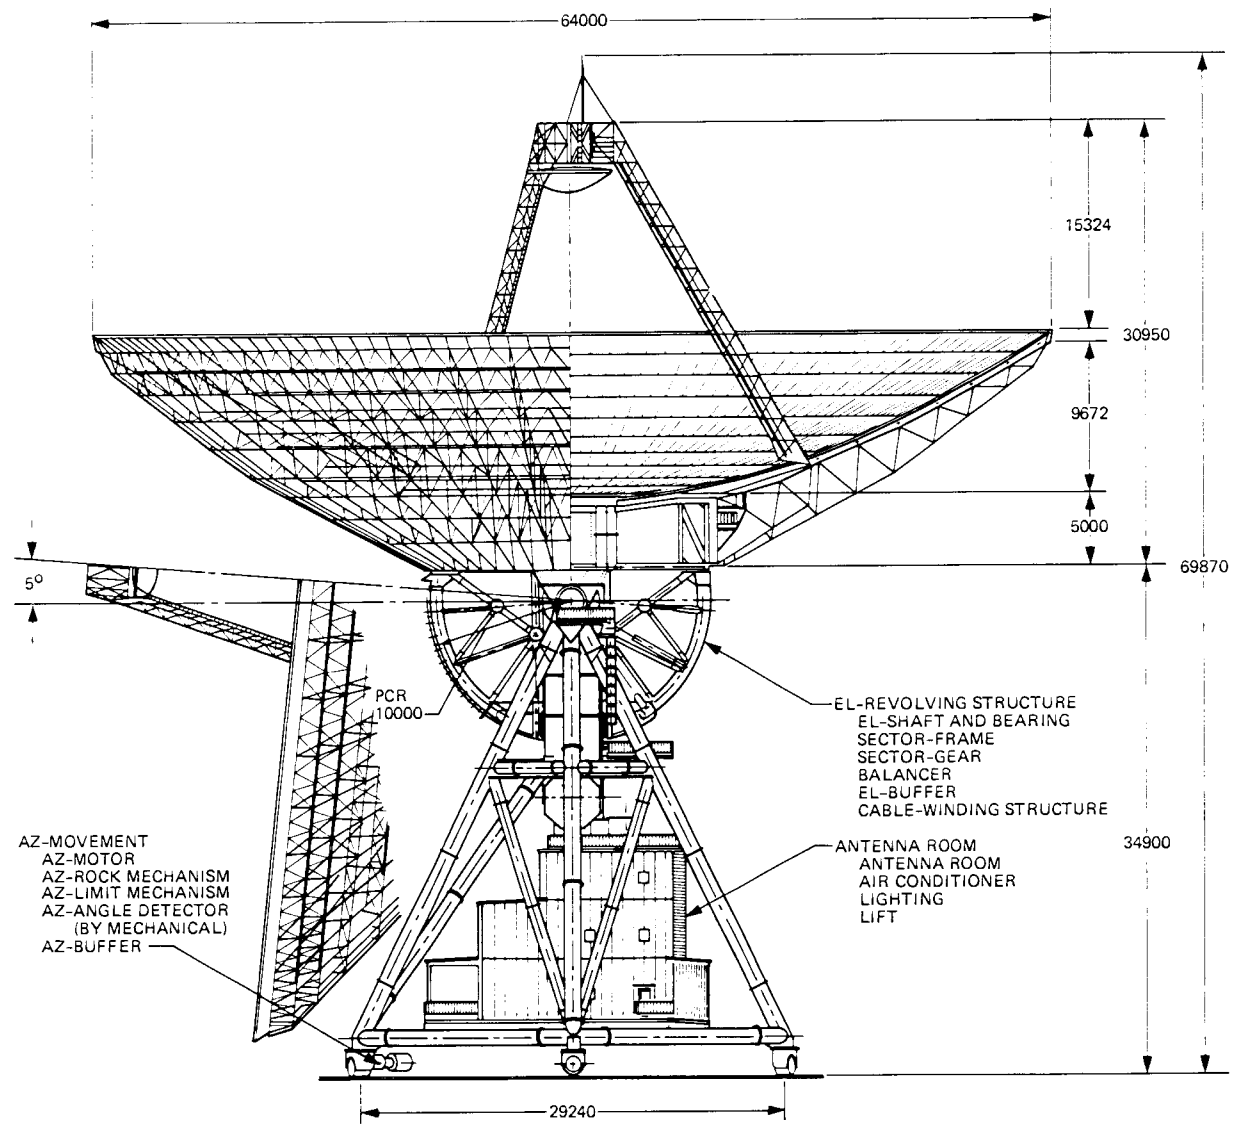 64000
15324
30950
9672
5000
69870
5°
PCR
10000
EL-REVOLVING STRUCTURE
EL-SHAFT AND BEARING
SECTOR-FRAME
SECTOR-GEAR
BALANCER
EL-BUFFER
CABLE-WINDING STRUCTURE
AZ-MOVEMENT
AZ-MOTOR
AZ-ROCK MECHANISM
AZ-LIMIT MECHANISM
AZ-ANGLE DETECTOR
(BY MECHANICAL)
AZ-BUFFER
ANTENNA ROOM
ANTENNA ROOM
AIR CONDITIONER
LIGHTING
LIFT
34900
29240